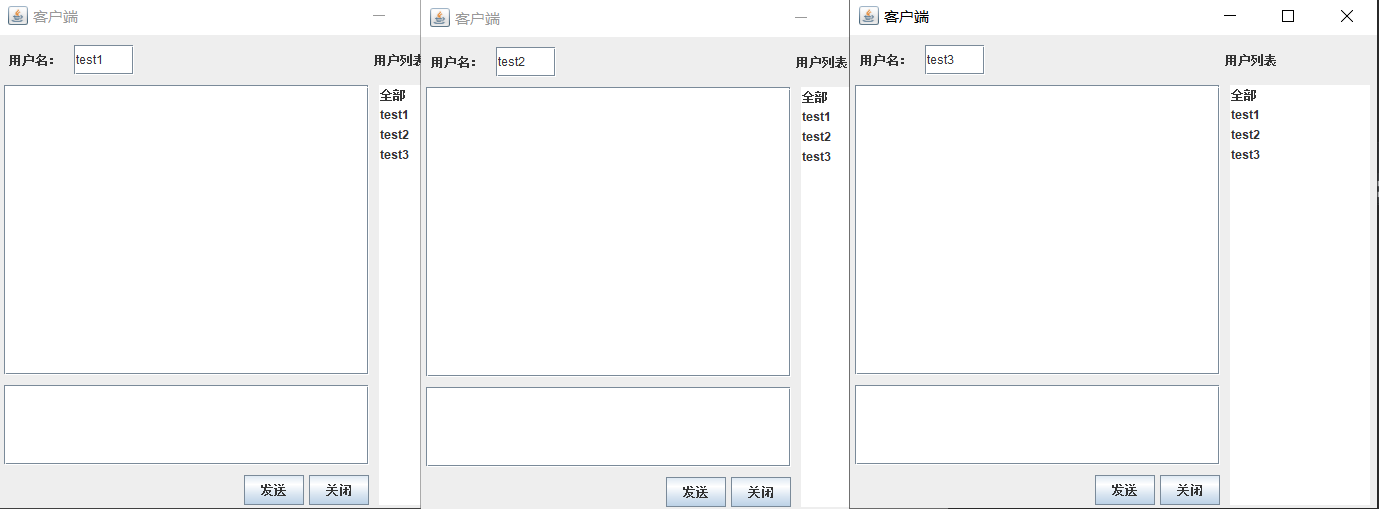 客户端
用户名：
test1
用户列表
全部
test1
test2
test3
发送
关闭
客户端
用户名：
test2
用户列表
全部
test1
test2
test3
发送
关闭
客户端
用户名：
test3
用户列表
全部
test1
test2
test3
发送
关闭